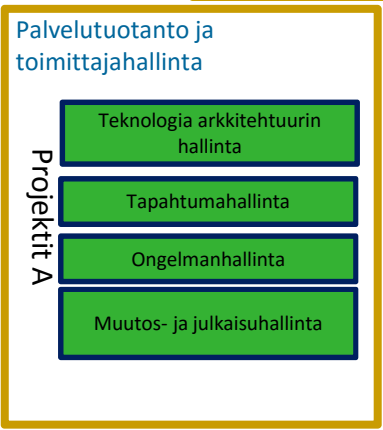 Palvelutuotanto ja
toimittajahallinta
Projektit A
Teknologia arkkitehtuurin
hallinta
Tapahtumahallinta
Ongelmanhallinta
Muutos- ja julkaisuhallinta